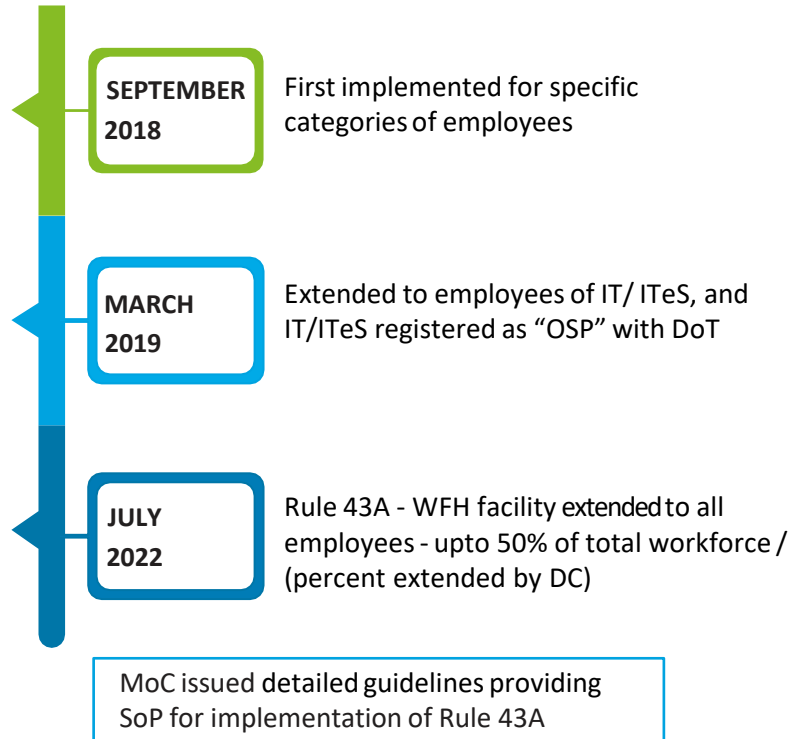 SEPTEMBER
2018
First implemented for specific
categories of employees
MARCH
2019
Extended to employees of IT/ ITeS, and
IT/ITeS registered as “OSP” with DoT
JULY
2022
Rule 43A - WFH facility extended to all
employees - upto 50% of total workforce /
(percent extended by DC)
MoC issued detailed guidelines providing
SoP for implementation of Rule 43A